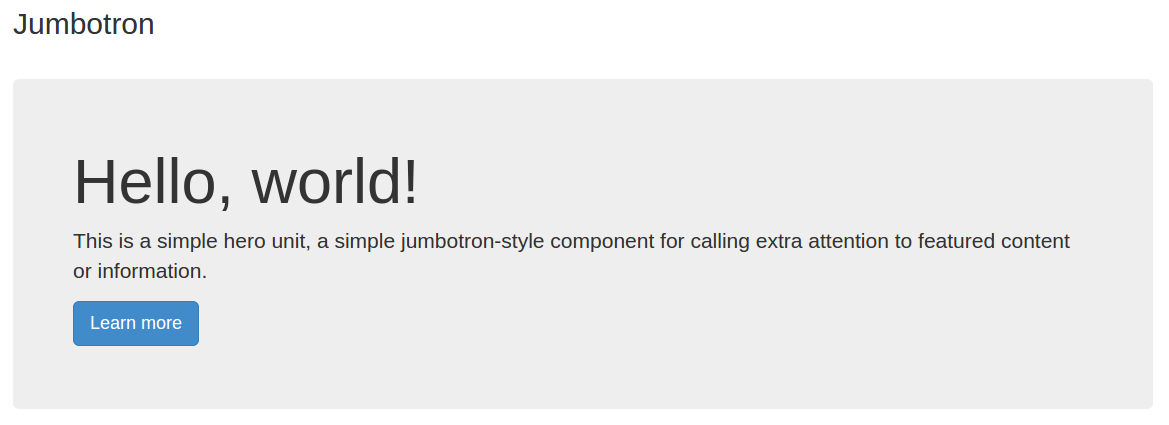 Jumbotron
Hello, world!
This is a simple hero unit, a simple jumbotron-style component for calling extra attention to featured content
or information.
Learn more